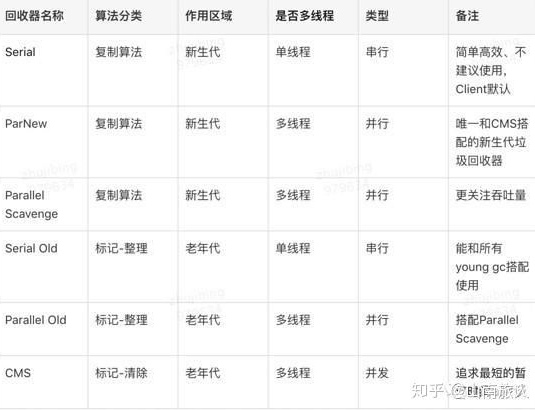 回收器名称 算法分类 作用区域 是否多线程 类型 备注
Serial 复制算法 新生代 单线程 串行 简单高效、不
建议使用,
Client默认
ParNew 复制算法 新生代 多线程 并行 唯一和CMS搭
配的新生代垃
圾回收器
Parallel 复制算法 新生代 多线程 并行 更关注吞吐量
Scavenge
Serial Old 标记-整理 老年代 单线程 串行 能和所有
young gc搭配
使用
Parallel Old 标记-整理 老年代 多线程 并行 搭配Parallel
Scavenge
CMS 标记-清除 老年代 多线程 并发 追求最短的暂
知乎